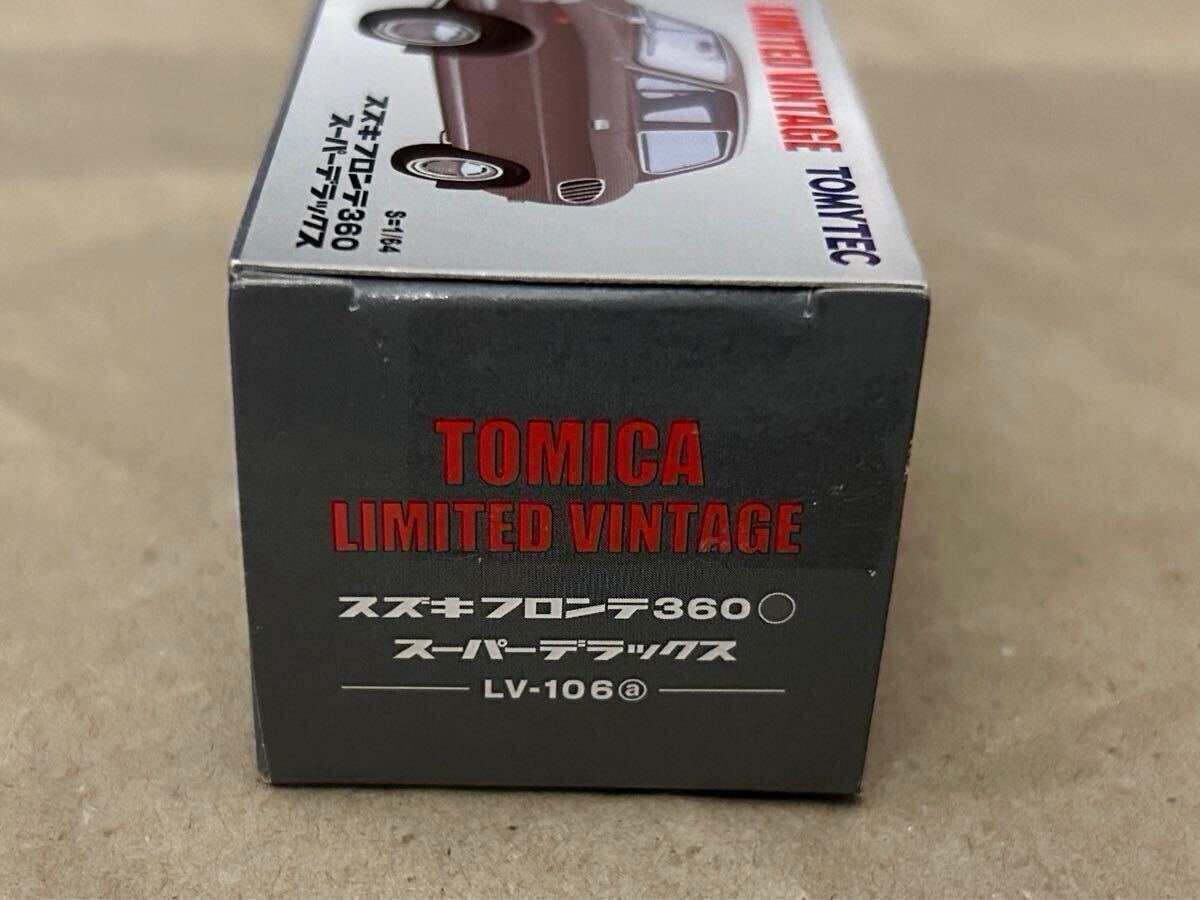 LIMITED VINTAGE TOMYTEC
S=1/64
スズキフロンテ360
スーパーデラックス
TOMICA
LIMITED VINTAGE
スズキフロンテ360
スーパーデラックス
LV-106ⓐ